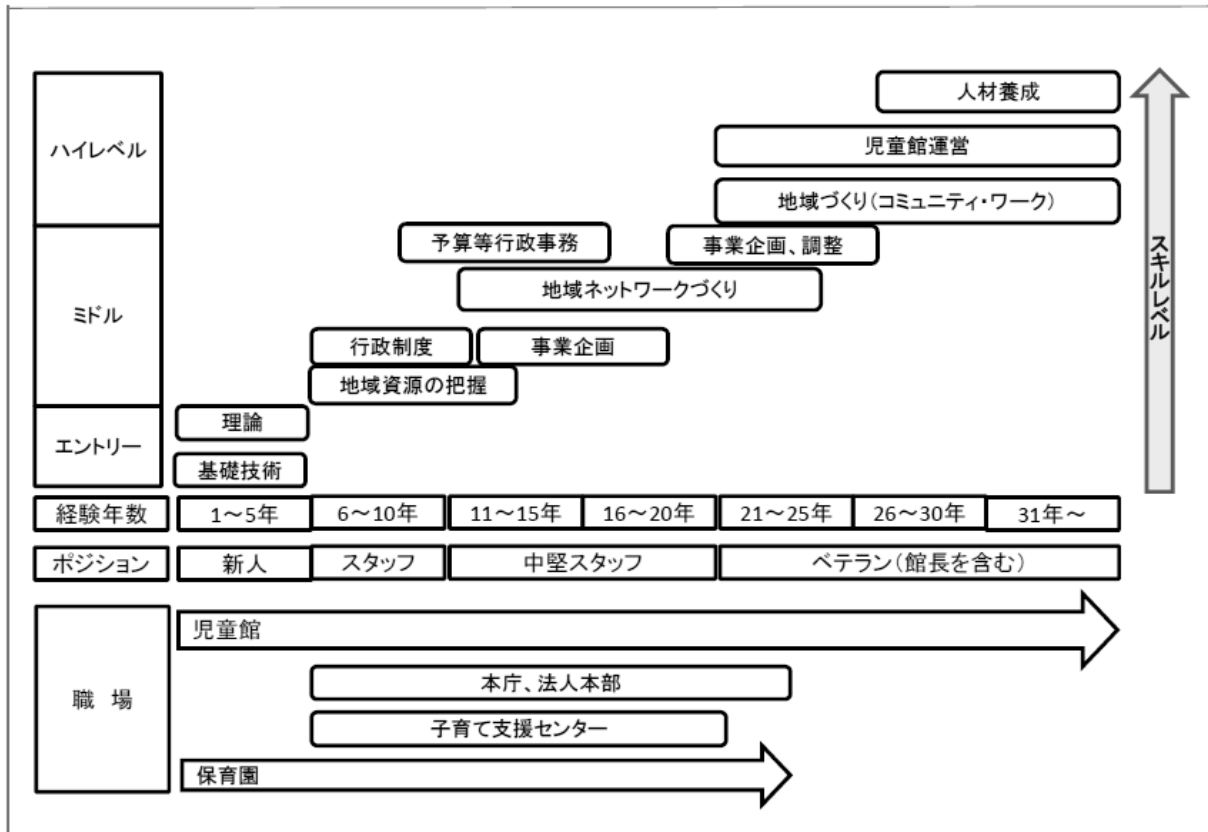 人材養成
ハイレベル
児童館運営
地域づくり(コミュニティ・ワーク)
予算等行政事務
事業企画、調整
スキルレベル
地域ネットワークづくり
ミドル
行政制度
事業企画
地域資源の把握
理論
エントリー
基礎技術
経験年数
1～5年
6～10年
11～15年
16～20年
21～25年
26～30年
31年～
ポジション
新人
スタッフ
中堅スタッフ
ベテラン(館長を含む)
児童館
職　場
本庁、法人本部
子育て支援センター
保育園